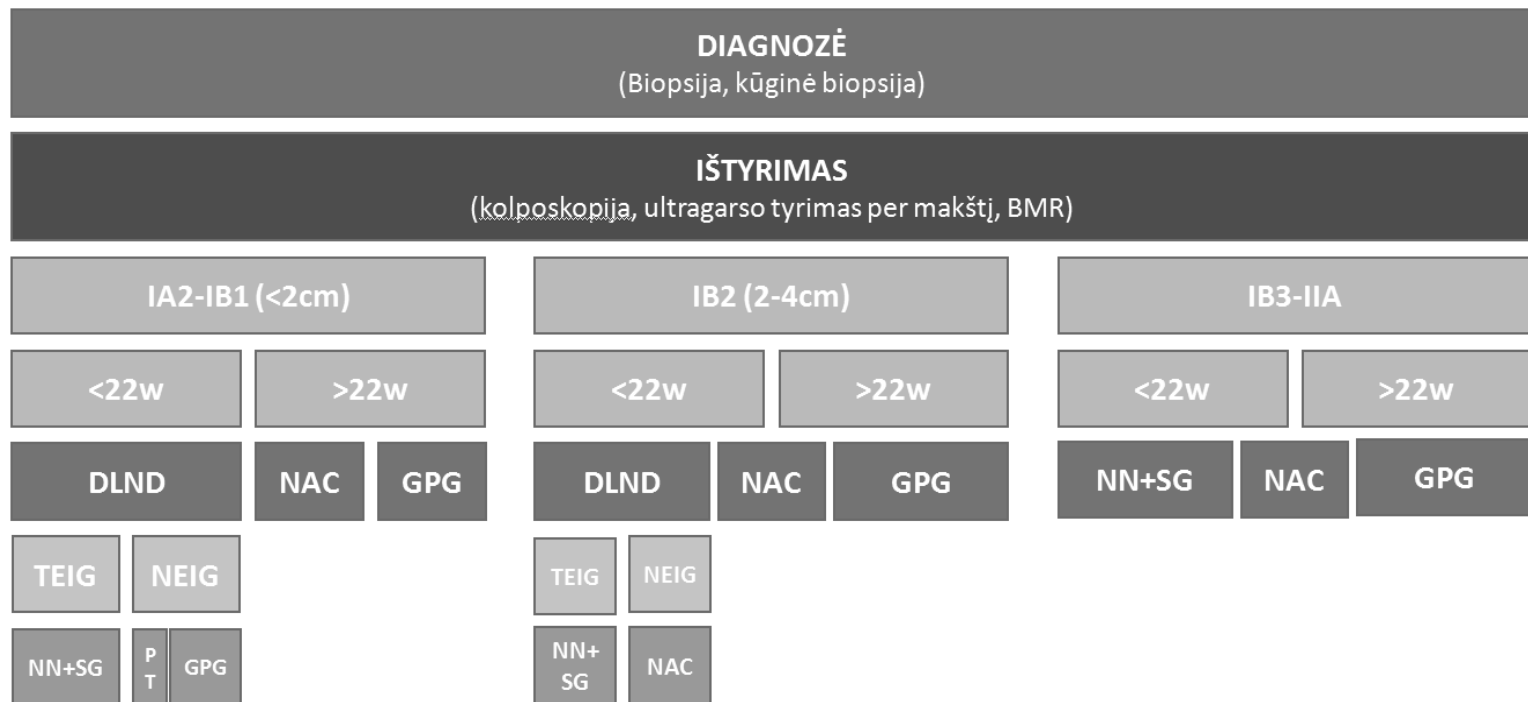 DIAGNOZĖ
(Biopsija, kūginė biopsija)
IŠTYRIMAS
(kolposkopija, ultragarso tyrimas per makštį, BMR)
IA2-IB1 (<2cm)
IB2 (2-4cm)
IB3-IIA
<22w
>22w
<22w
>22w
<22w
>22w
DLND
NAC
GPG
DLND
NAC
GPG
NN+SG
NAC
GPG
TEIG
NEIG
TEIG
NEIG
NN+SG
P
T
GPG
NN+
SG
NAC